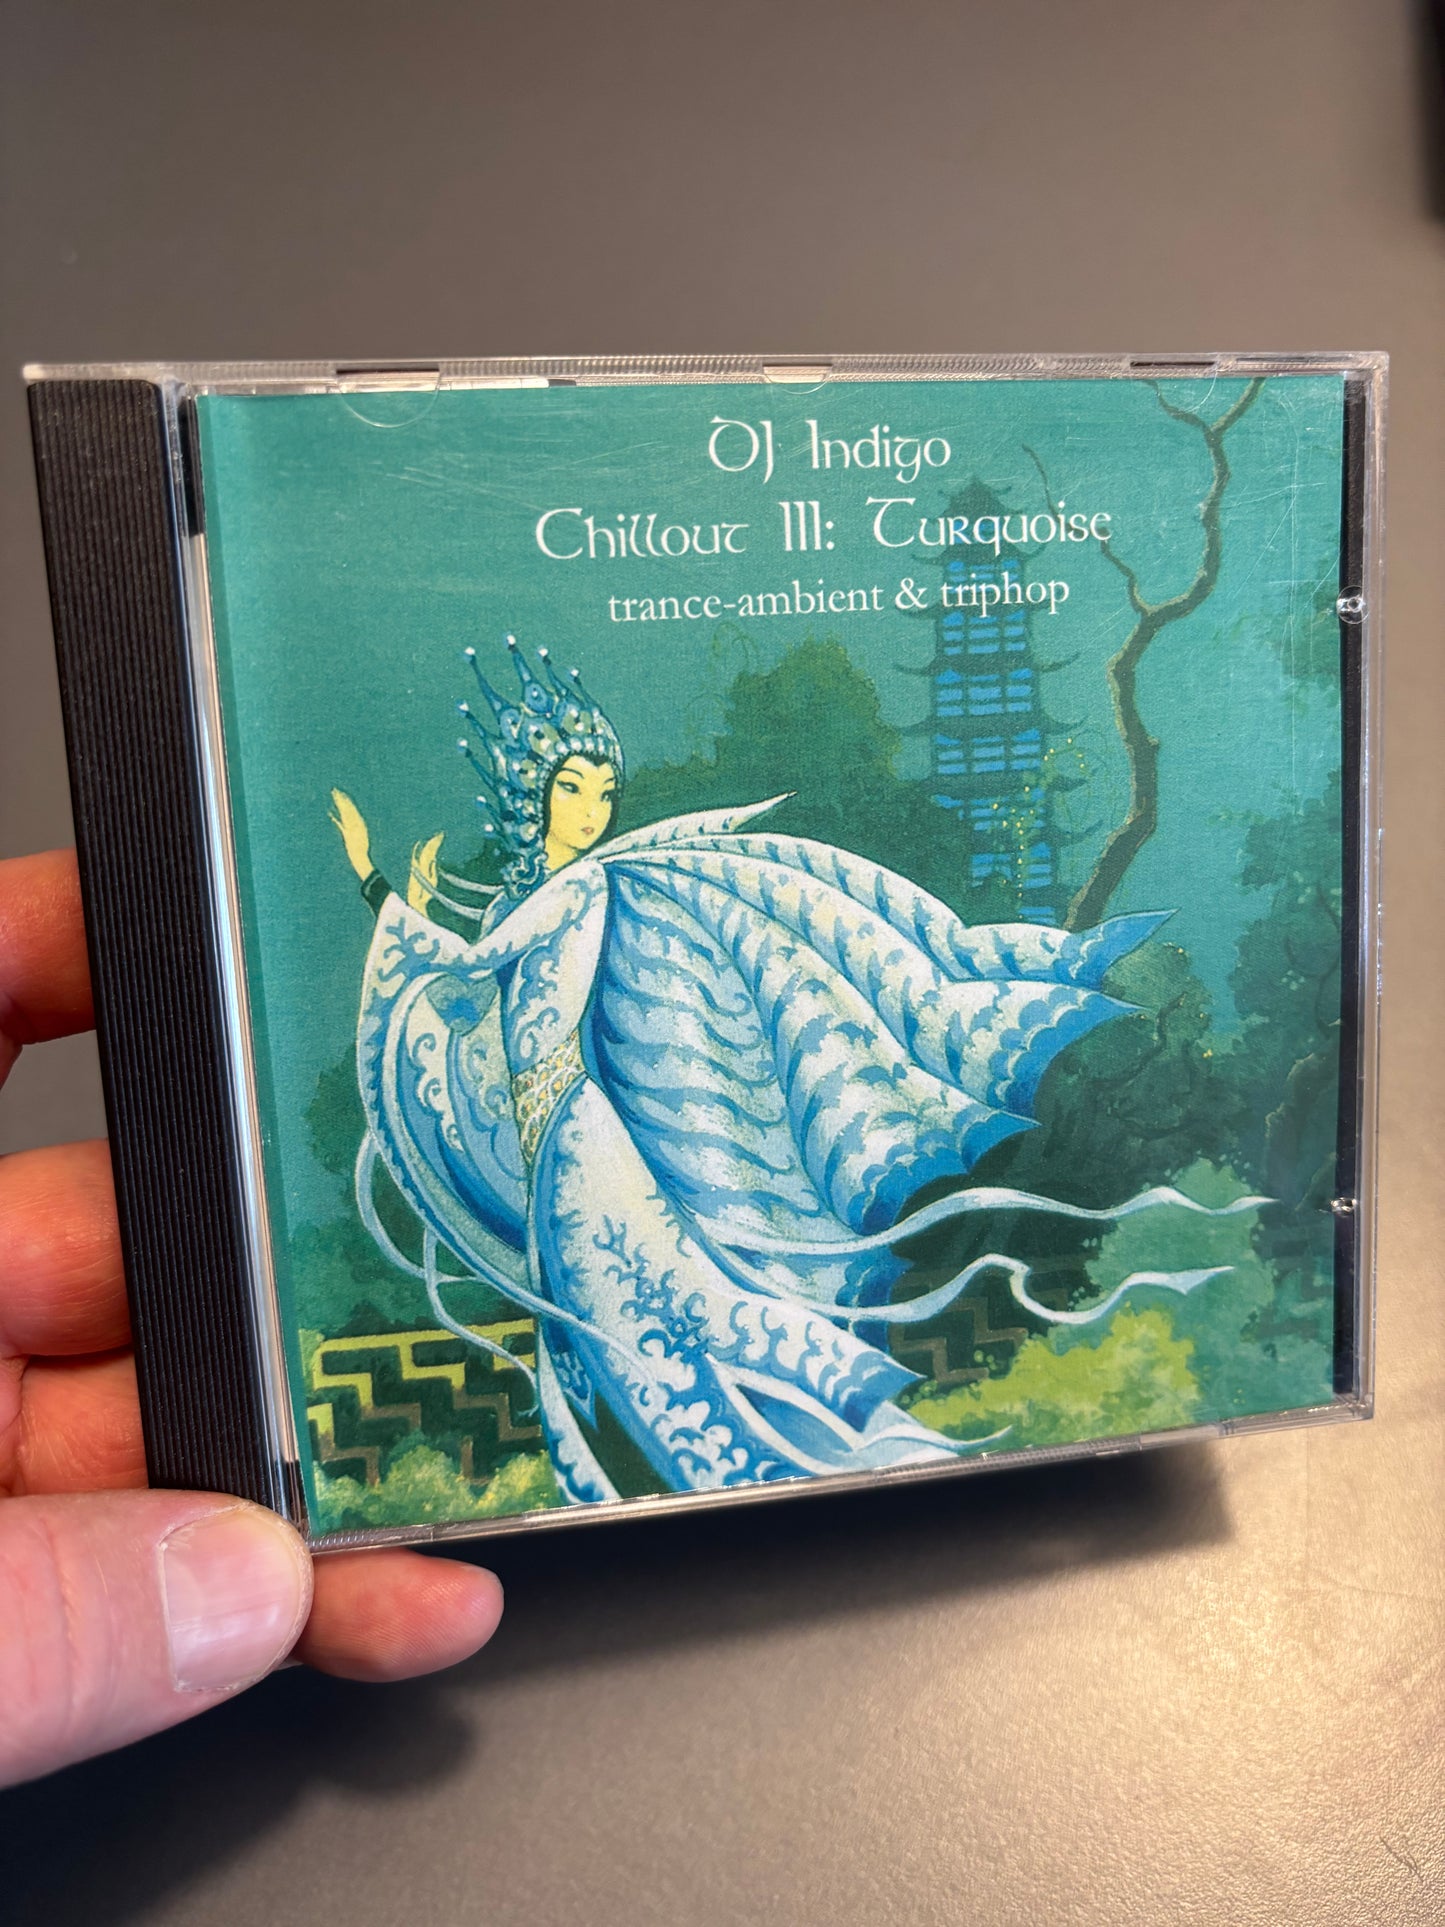 DJ Indigo
Chillout III: Turquoise
trance-ambient & triphop